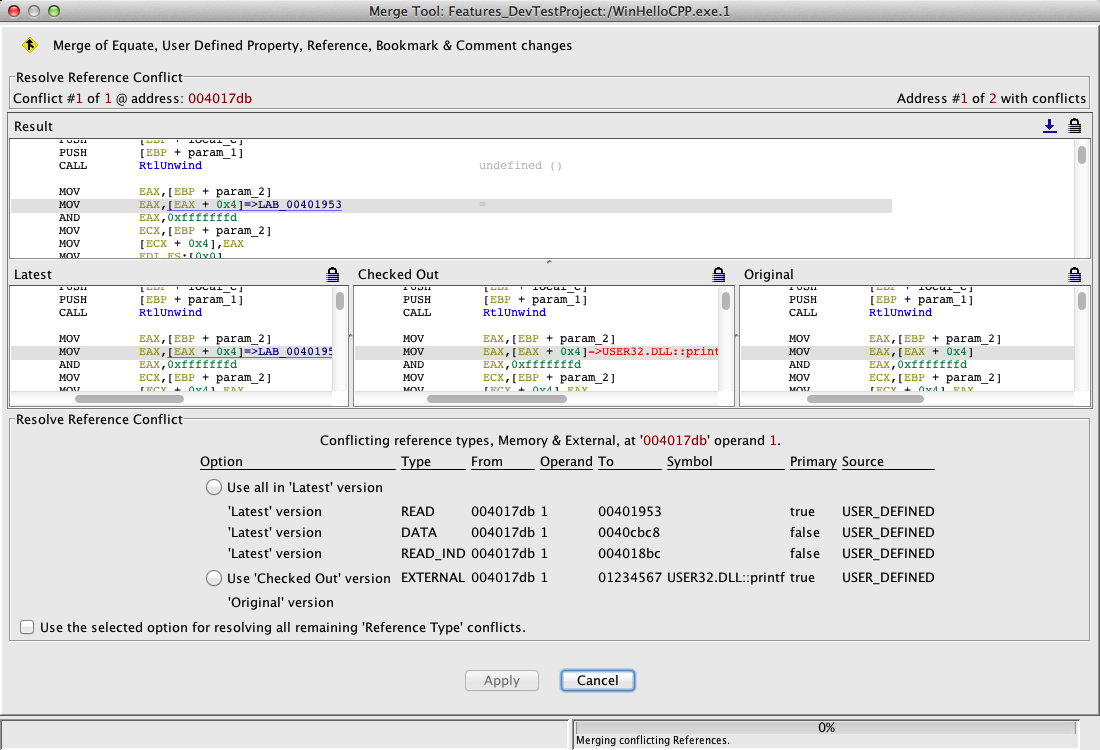 Merge Tool: Features_DevTestProject:/WinHelloCPP.exe.1
Merge of Equate, User Defined Property, Reference, Bookmark & Comment changes
Resolve Reference Conflict
Conflict #1 of 1 @ address: 004017db Address #1 of 2 with conflicts
Result
PUSH [EBP + local_c]
PUSH [EBP + param_1]
CALL RtlUnwind undefined ()
MOV EAX,[EBP + param_2]
MOV EAX,[EAX + 0x4]=>LAB_00401953 =
AND EAX,0xfffffffd
MOV ECX,[EBP + param_2]
MOV [ECX + 0x4],EAX
MOV EDI,FS:[0x0]
Latest
PUSH [EBP + local_c]
PUSH [EBP + param_1]
CALL RtlUnwind
MOV EAX,[EBP + param_2]
MOV EAX,[EAX + 0x4]=>LAB_0040195
AND EAX,0xfffffffd
MOV ECX,[EBP + param_2]
MOV [ECX + 0x4],EAX
Checked Out
PUSH [EBP + local_c]
PUSH [EBP + param_1]
CALL RtlUnwind
MOV EAX,[EBP + param_2]
MOV EAX,[EAX + 0x4]->USER32.DLL::print
AND EAX,0xfffffffd
MOV ECX,[EBP + param_2]
MOV [ECX + 0x4],EAX
Original
PUSH [EBP + local_c]
PUSH [EBP + param_1]
CALL RtlUnwind
MOV EAX,[EBP + param_2]
MOV EAX,[EAX + 0x4]
AND EAX,0xfffffffd
MOV ECX,[EBP + param_2]
MOV [ECX + 0x4],EAX
Resolve Reference Conflict
Conflicting reference types, Memory & External, at '004017db' operand 1.
Option Type From Operand To Symbol Primary Source
Use all in 'Latest' version
'Latest' version READ 004017db 1 00401953 true USER_DEFINED
'Latest' version DATA 004017db 1 0040cbc8 false USER_DEFINED
'Latest' version READ_IND 004017db 1 004018bc false USER_DEFINED
Use 'Checked Out' version EXTERNAL 004017db 1 01234567 USER32.DLL::printf true USER_DEFINED
'Original' version
Use the selected option for resolving all remaining 'Reference Type' conflicts.
Apply Cancel
0%
Merging conflicting References.